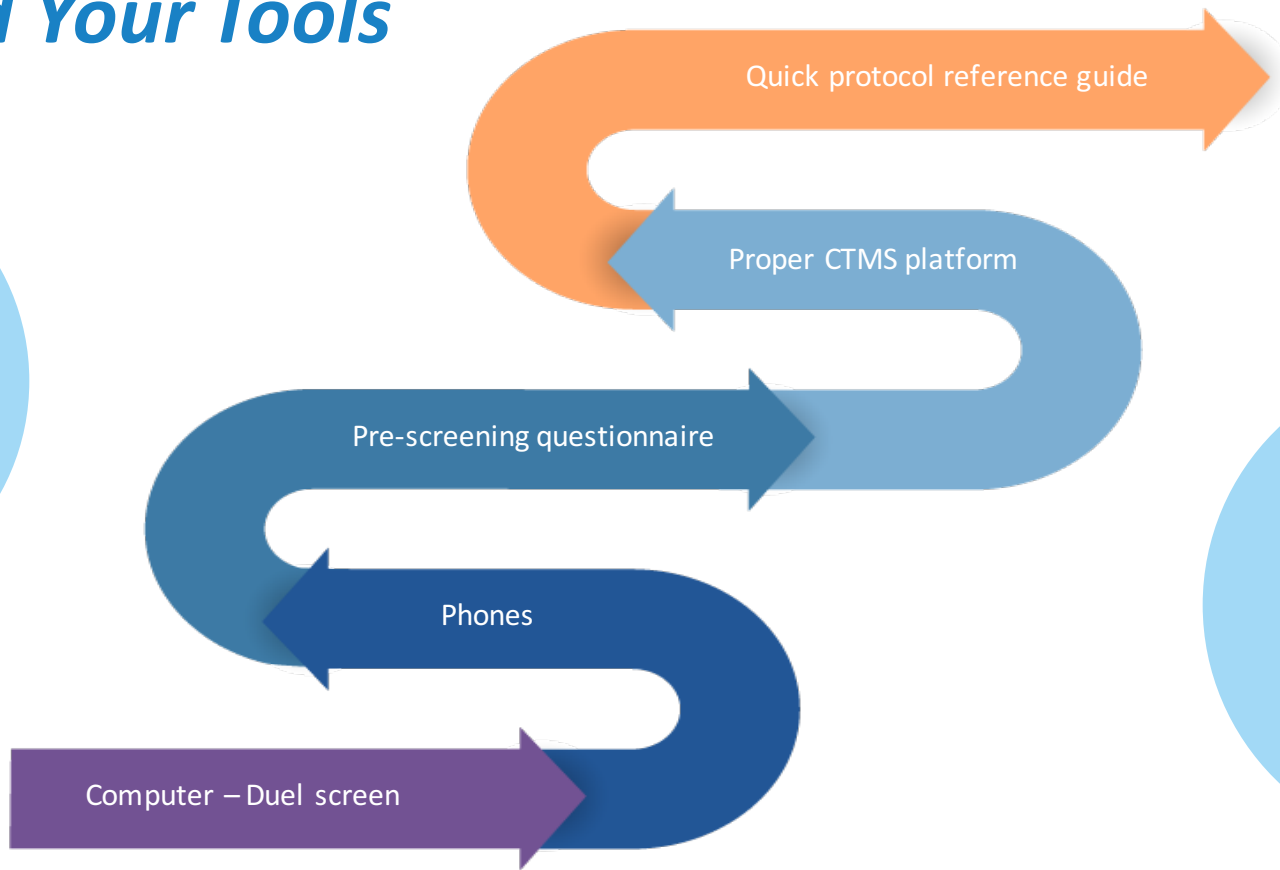 Your Tools
Quick protocol reference guide
Proper CTMS platform
Pre-screening questionnaire
Phones
Computer – Duel screen